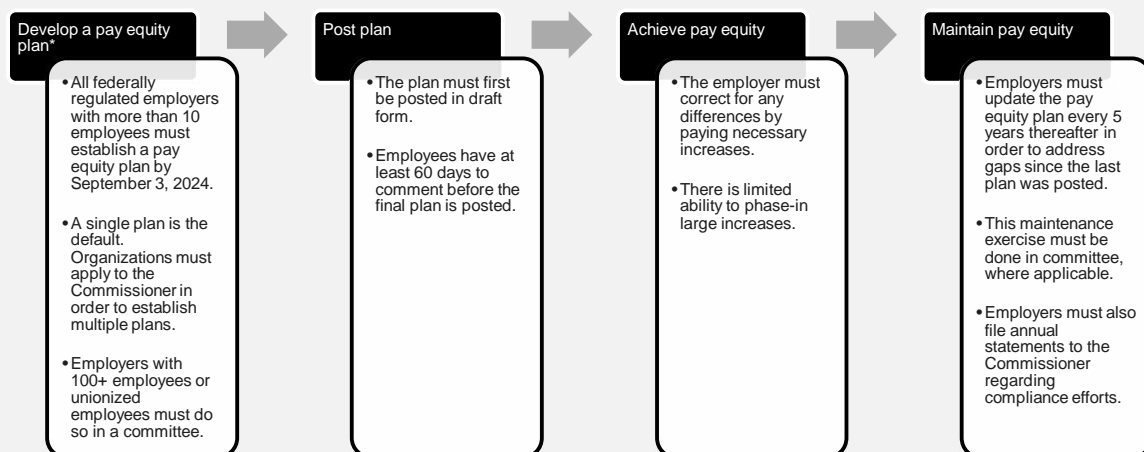 Develop a pay equity
plan*
•All federally
regulated employers
with more than 10
employees must
establish a pay
equity plan by
September 3, 2024.
•A single plan is the
default.
Organizations must
apply to the
Commissioner in
order to establish
multiple plans.
•Employers with
100+ employees or
unionized
employees must do
so in a committee.
Post plan
•The plan must first
be posted in draft
form.
•Employees have at
least 60 days to
comment before the
final plan is posted.
Achieve pay equity
•The employer must
correct for any
differences by
paying necessary
increases.
•There is limited
ability to phase-in
large increases.
Maintain pay equity
•Employers must
update the pay
equity plan every 5
years thereafter in
order to address
gaps since the last
plan was posted.
•This maintenance
exercise must be
done in committee,
where applicable.
•Employers must also
file annual
statements to the
Commissioner
regarding
compliance efforts.